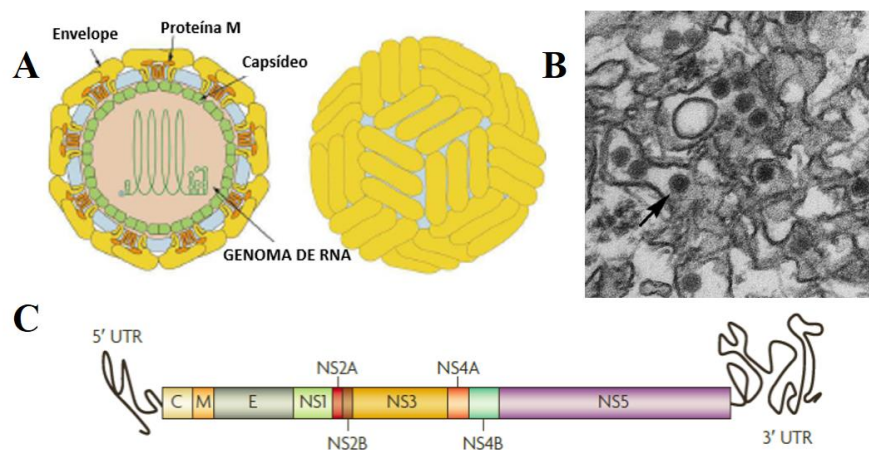 A
Envelope
Proteína M
Capsídeo
GENOMA DE RNA
B
C
5' UTR
NS2A
NS4A
C M E NS1 NS3 NS5
NS2B
NS4B
3' UTR